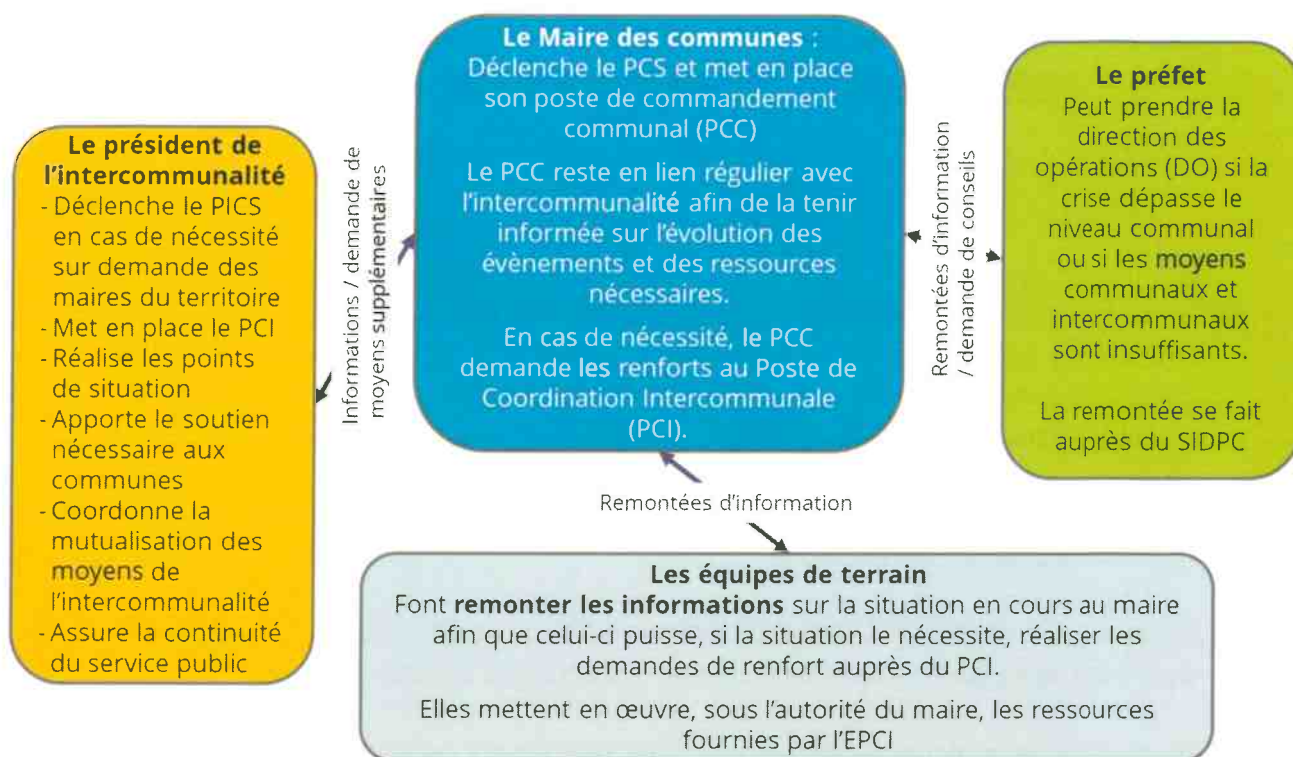 Le président de
l'intercommunalité
- Déclenche le PICS
en cas de nécessité
sur demande des
maires du territoire
- Met en place le PCI
- Réalise les points
de situation
- Apporte le soutien
nécessaire aux
communes
- Coordonne la
mutualisation des
moyens de
l'intercommunalité
- Assure la continuité
du service public
Informations / demande de
moyens supplémentaires
Le Maire des communes :
Déclenche le PCS et met en place
son poste de commandement
communal (PCC)
Le PCC reste en lien régulier avec
l'intercommunalité afin de la tenir
informée sur l'évolution des
évènements et des ressources
nécessaires.
En cas de nécessité, le PCC
demande les renforts au Poste de
Coordination Intercommunale
(PCI).
Remontées d'information
/ demande de conseils
Le préfet
Peut prendre la
direction des
opérations (DO) si la
crise dépasse le
niveau communal
ou si les moyens
communaux et
intercommunaux
sont insuffisants.
La remontée se fait
auprès du SIDPC
Remontées d'information
Les équipes de terrain
Font remonter les informations sur la situation en cours au maire
afin que celui-ci puisse, si la situation le nécessite, réaliser les
demandes de renfort auprès du PCI.
Elles mettent en œuvre, sous l'autorité du maire, les ressources
fournies par l'EPCI